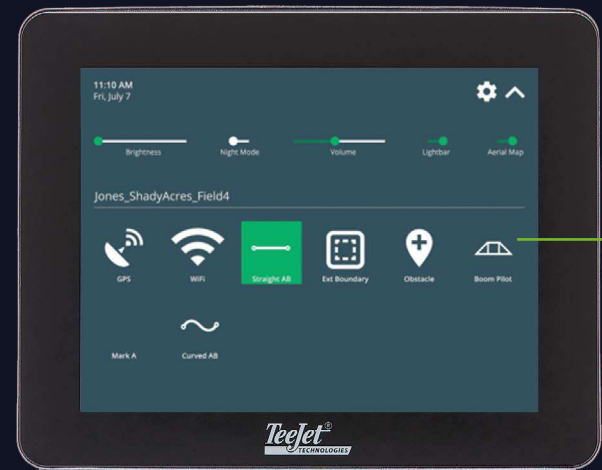 11:10 AM
Fri, July 7
Brightness
Night Mode
Volume
Lightbar
Aerial Map
Jones_ShadyAcres_Field4
GPS
WiFi
Straight AB
Ext Boundary
Obstacle
Boom Pilot
Mark A
Curved AB
TeeJet®
TECHNOLOGIES